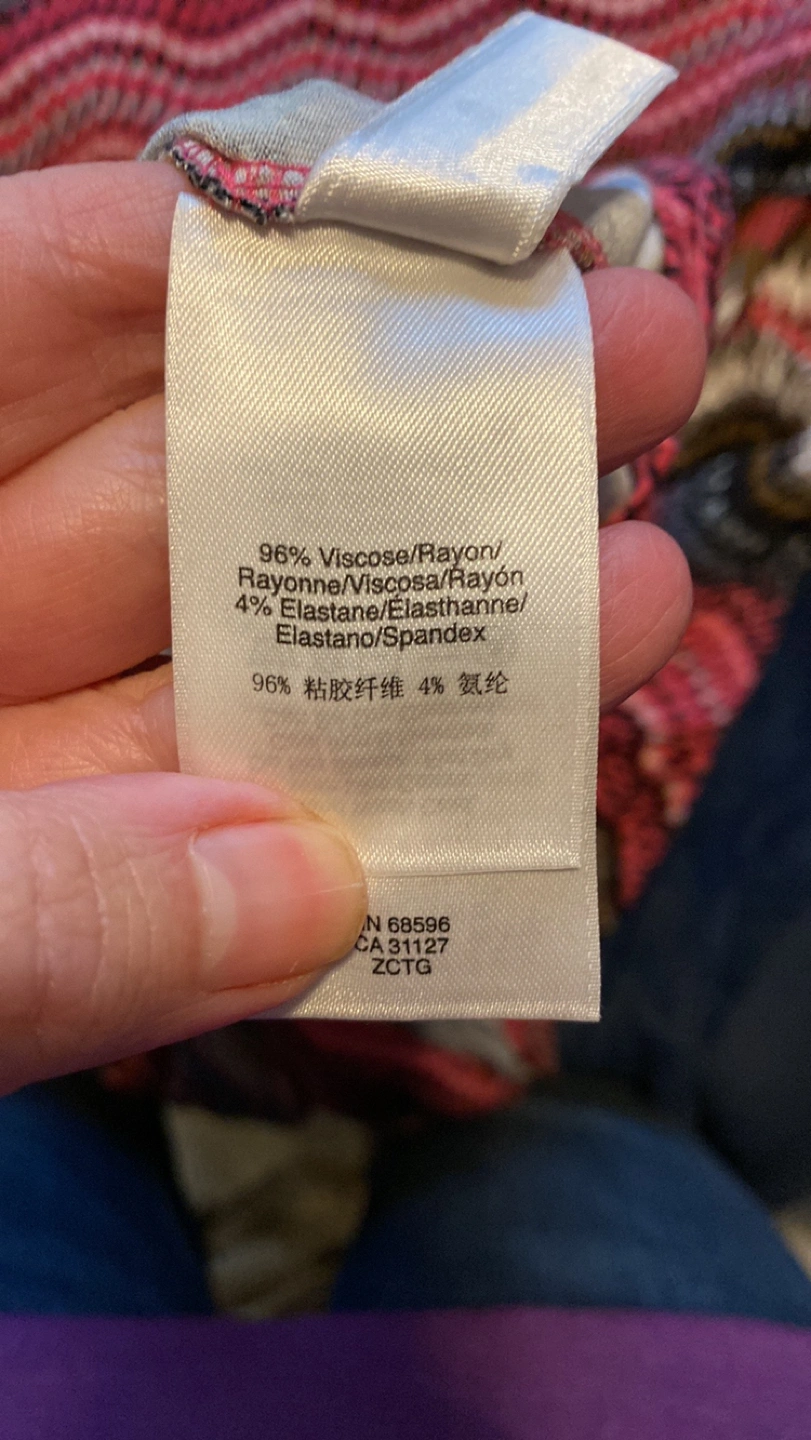 96% Viscose/Rayon/
Rayonne/Viscosa/Rayón
4% Elastane/Élasthanne/
Elastano/Spandex
96% 粘胶纤维 4% 氨纶
68596
CA 31127
ZCTG